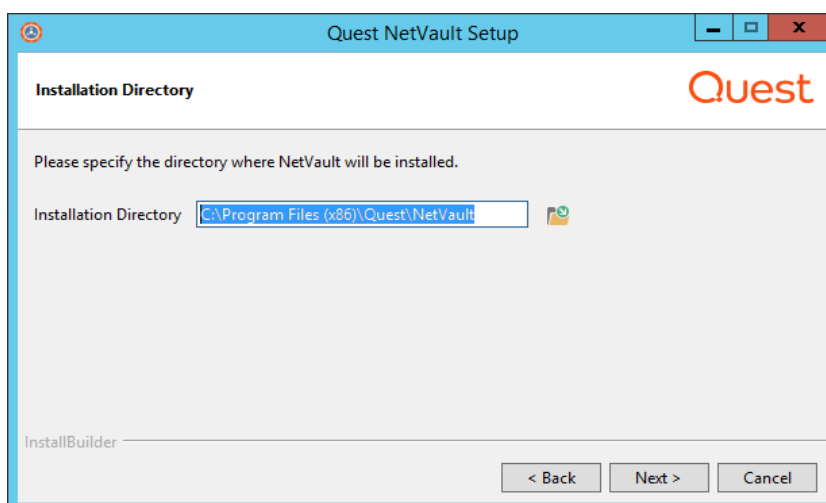 Quest NetVault Setup
Installation Directory
Quest
Please specify the directory where NetVault will be installed.
Installation Directory C:\Program Files (x86)\Quest\NetVault
InstallBuilder
< Back Next > Cancel